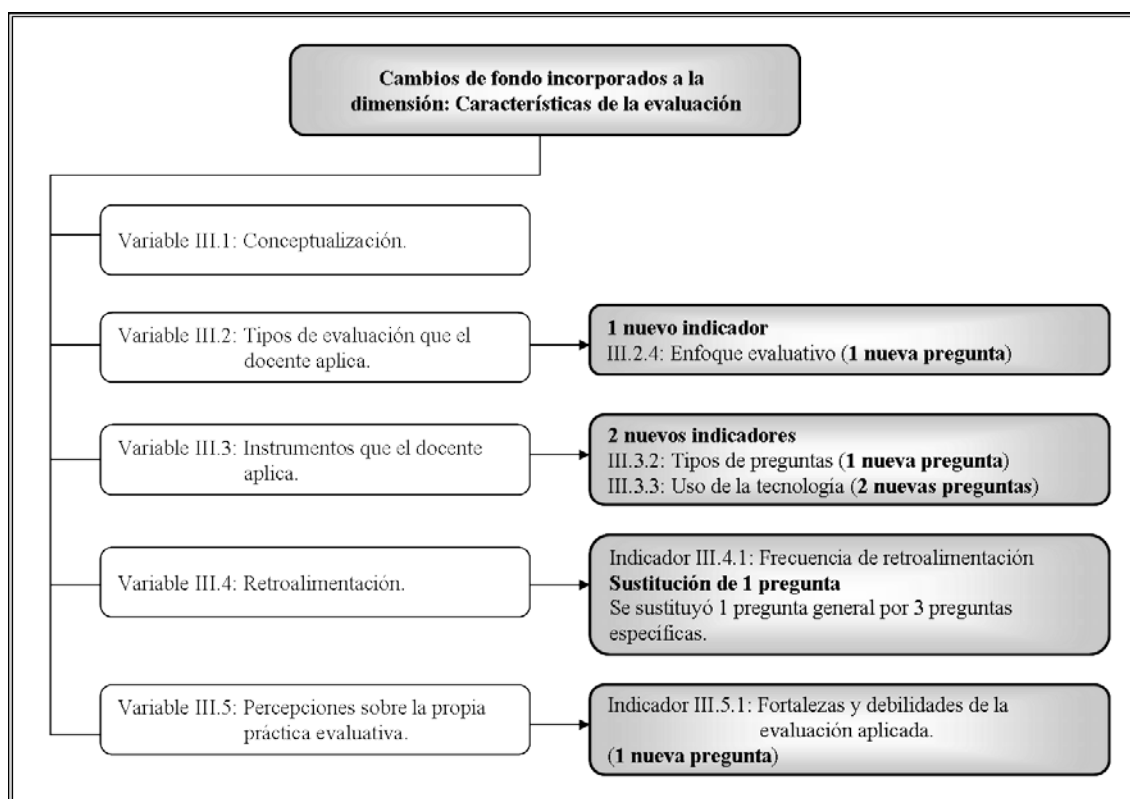 Cambios de fondo incorporados a la
dimensión: Características de la evaluación
Variable III.1: Conceptualización.
Variable III.2: Tipos de evaluación que el
docente aplica.
1 nuevo indicador
III.2.4: Enfoque evaluativo (1 nueva pregunta)
Variable III.3: Instrumentos que el docente
aplica.
2 nuevos indicadores
III.3.2: Tipos de preguntas (1 nueva pregunta)
III.3.3: Uso de la tecnología (2 nuevas preguntas)
Variable III.4: Retroalimentación.
Indicador III.4.1: Frecuencia de retroalimentación
Sustitución de 1 pregunta
Se sustituyó 1 pregunta general por 3 preguntas
específicas.
Variable III.5: Percepciones sobre la propia
práctica evaluativa.
Indicador III.5.1: Fortalezas y debilidades de la
evaluación aplicada.
(1 nueva pregunta)